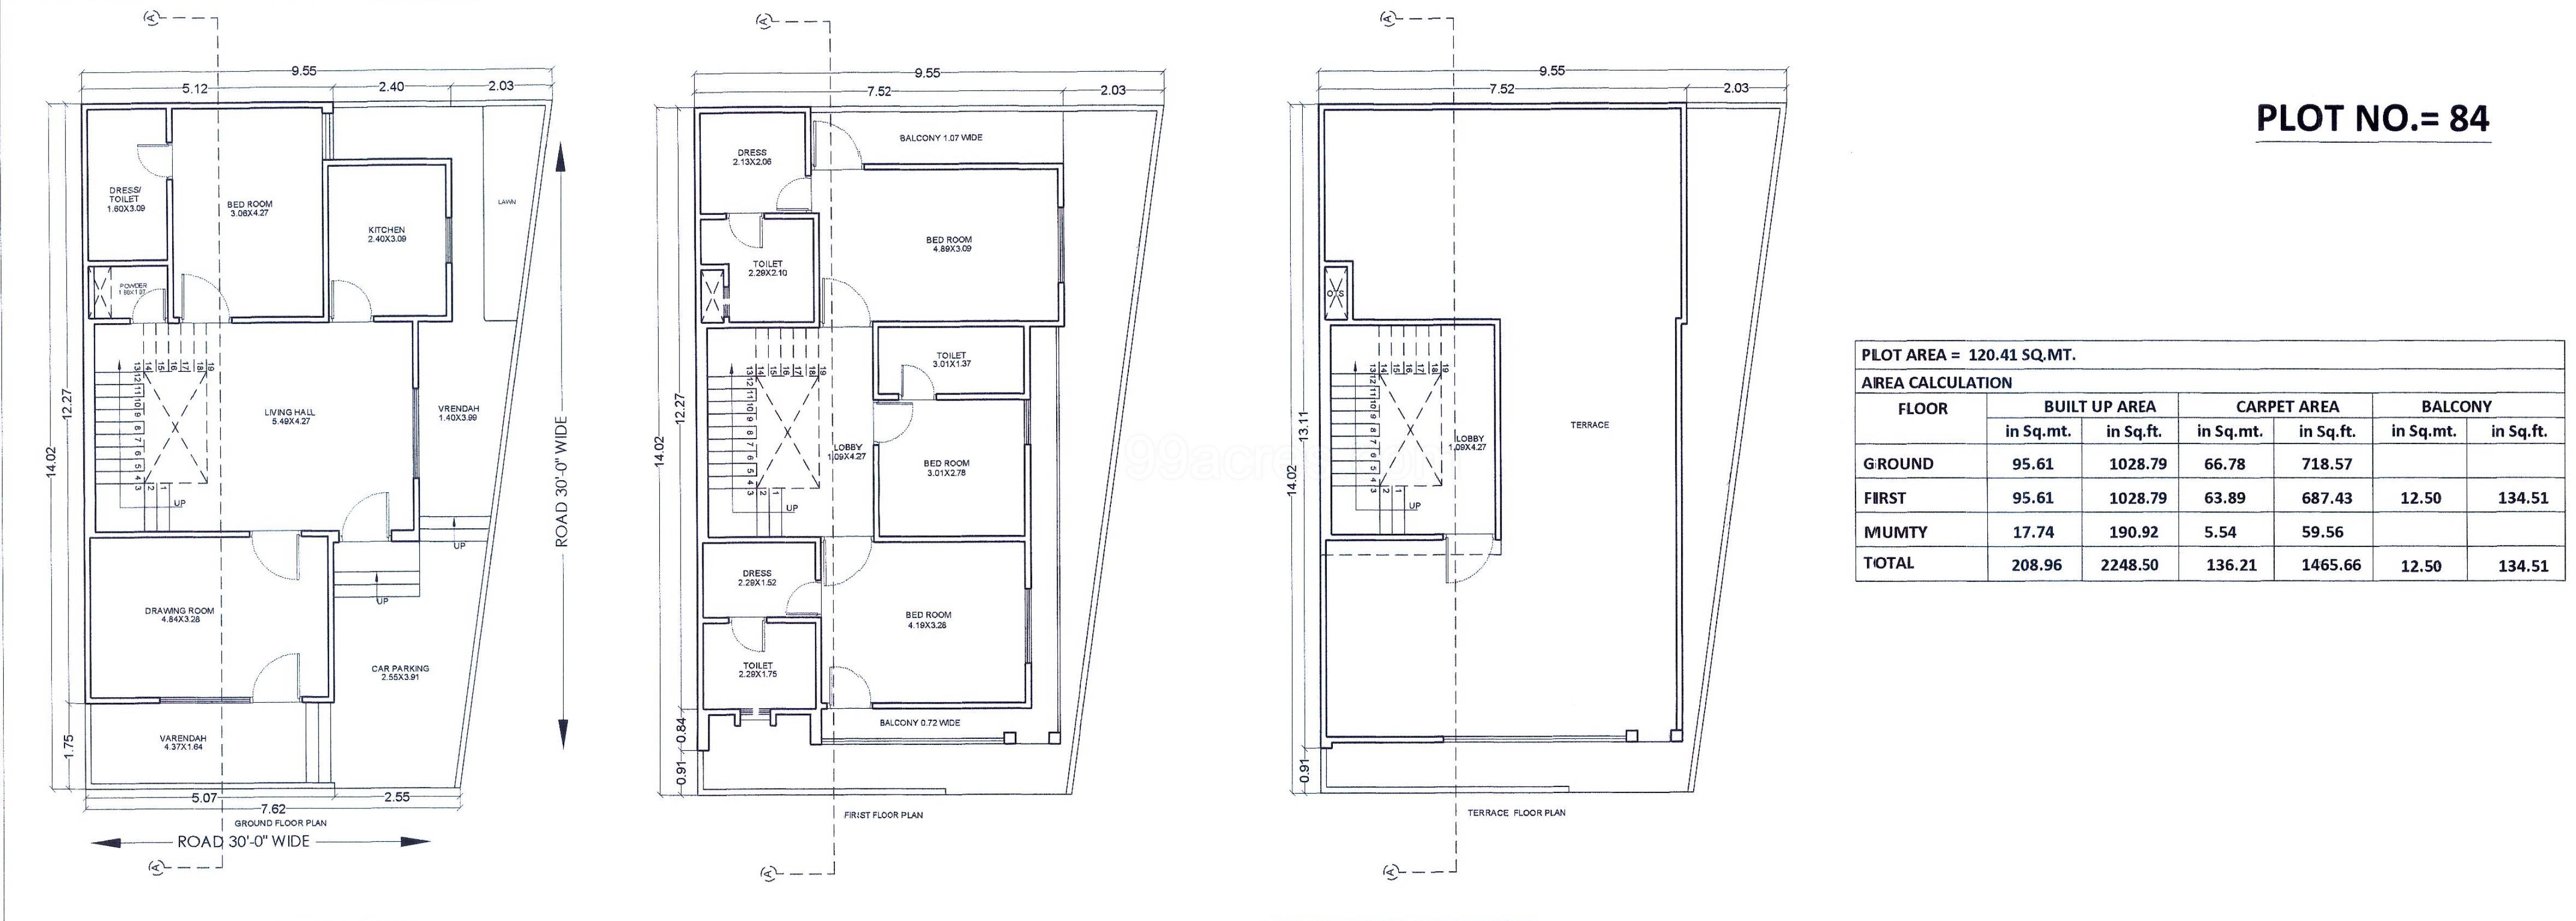 (A)
9.55
5.12
2.40
2.03
14.02
12.27
1.75
DRESS/
TOILET
1.60X3.09
BED ROOM
3.06X4.27
KITCHEN
2.40X3.09
LAWN
POWDER
13 14 15 16 17 18 19
12
11
10
9
8
7
6
5
4
3 2 1
UP
LIVING HALL
5.49X4.27
VRENDAH
1.40X3.99
UP
UP
DRAWING ROOM
4.84X3.28
CAR PARKING
2.55X3.91
VARENDAH
4.37X1.64
ROAD 30'-0" WIDE
5.07
2.55
7.62
GROUND FLOOR PLAN
ROAD 30'-0" WIDE
(A)
(A)
9.55
7.52
2.03
14.02
12.27
0.84
0.91
DRESS
2.13X2.06
BALCONY 1.07 WIDE
BED ROOM
4.89X3.09
TOILET
2.29X2.10
TOILET
3.01X1.37
13 14 15 16 17 18 19
12
11
10
9
8
7
6
5
4
3 2 1
UP
LOBBY
1.09X4.27
BED ROOM
3.01X2.78
DRESS
2.29X1.52
BED ROOM
4.19X3.28
TOILET
2.29X1.75
BALCONY 0.72 WIDE
FIRST FLOOR PLAN
(A)
99acres.com
(A)
9.55
7.52
2.03
14.02
13.11
0.91
O S
13 14 15 16 17 18 19
12
11
10
9
8
7
6
5
4
3 2 1
UP
LOBBY
1.09X4.27
TERRACE
TERRACE FLOOR PLAN
(A)
PLOT NO.= 84
PLOT AREA = 120.41 SQ.MT.
AREA CALCULATION
FLOOR BUILT UP AREA CARPET AREA BALCONY
in Sq.mt. in Sq.ft. in Sq.mt. in Sq.ft. in Sq.mt. in Sq.ft.
GROUND 95.61 1028.79 66.78 718.57
FIRST 95.61 1028.79 63.89 687.43 12.50 134.51
MUMTY 17.74 190.92 5.54 59.56
TOTAL 208.96 2248.50 136.21 1465.66 12.50 134.51